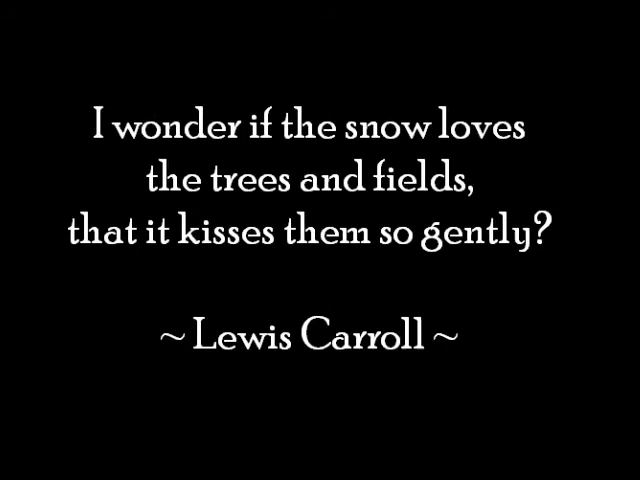 I wonder if the snow loves
the trees and fields,
that it kisses them so gently?
~ Lewis Carroll ~